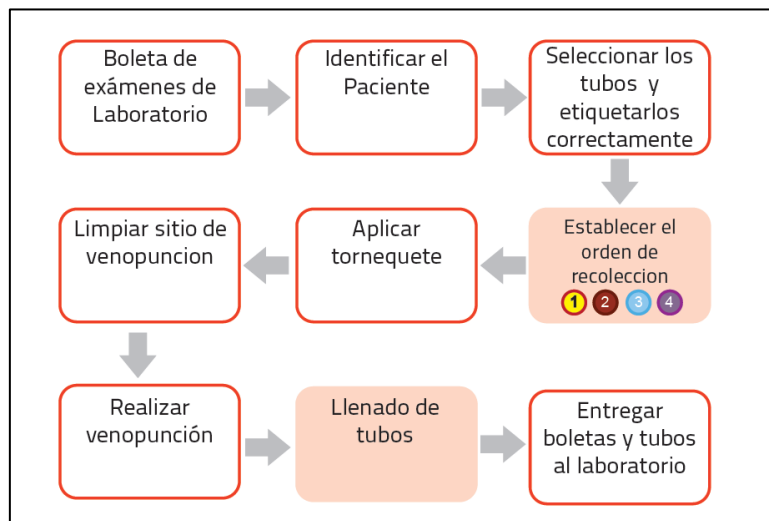 Boleta de
exámenes de
Laboratorio
Identificar el
Paciente
Seleccionar los
tubos y
etiquetarlos
correctamente
Establecer el
orden de
recoleccion
1 2 3 4
Aplicar
tornequete
Limpiar sitio de
venopuncion
Realizar
venopunción
Llenado de
tubos
Entregar
boletas y tubos
al laboratorio